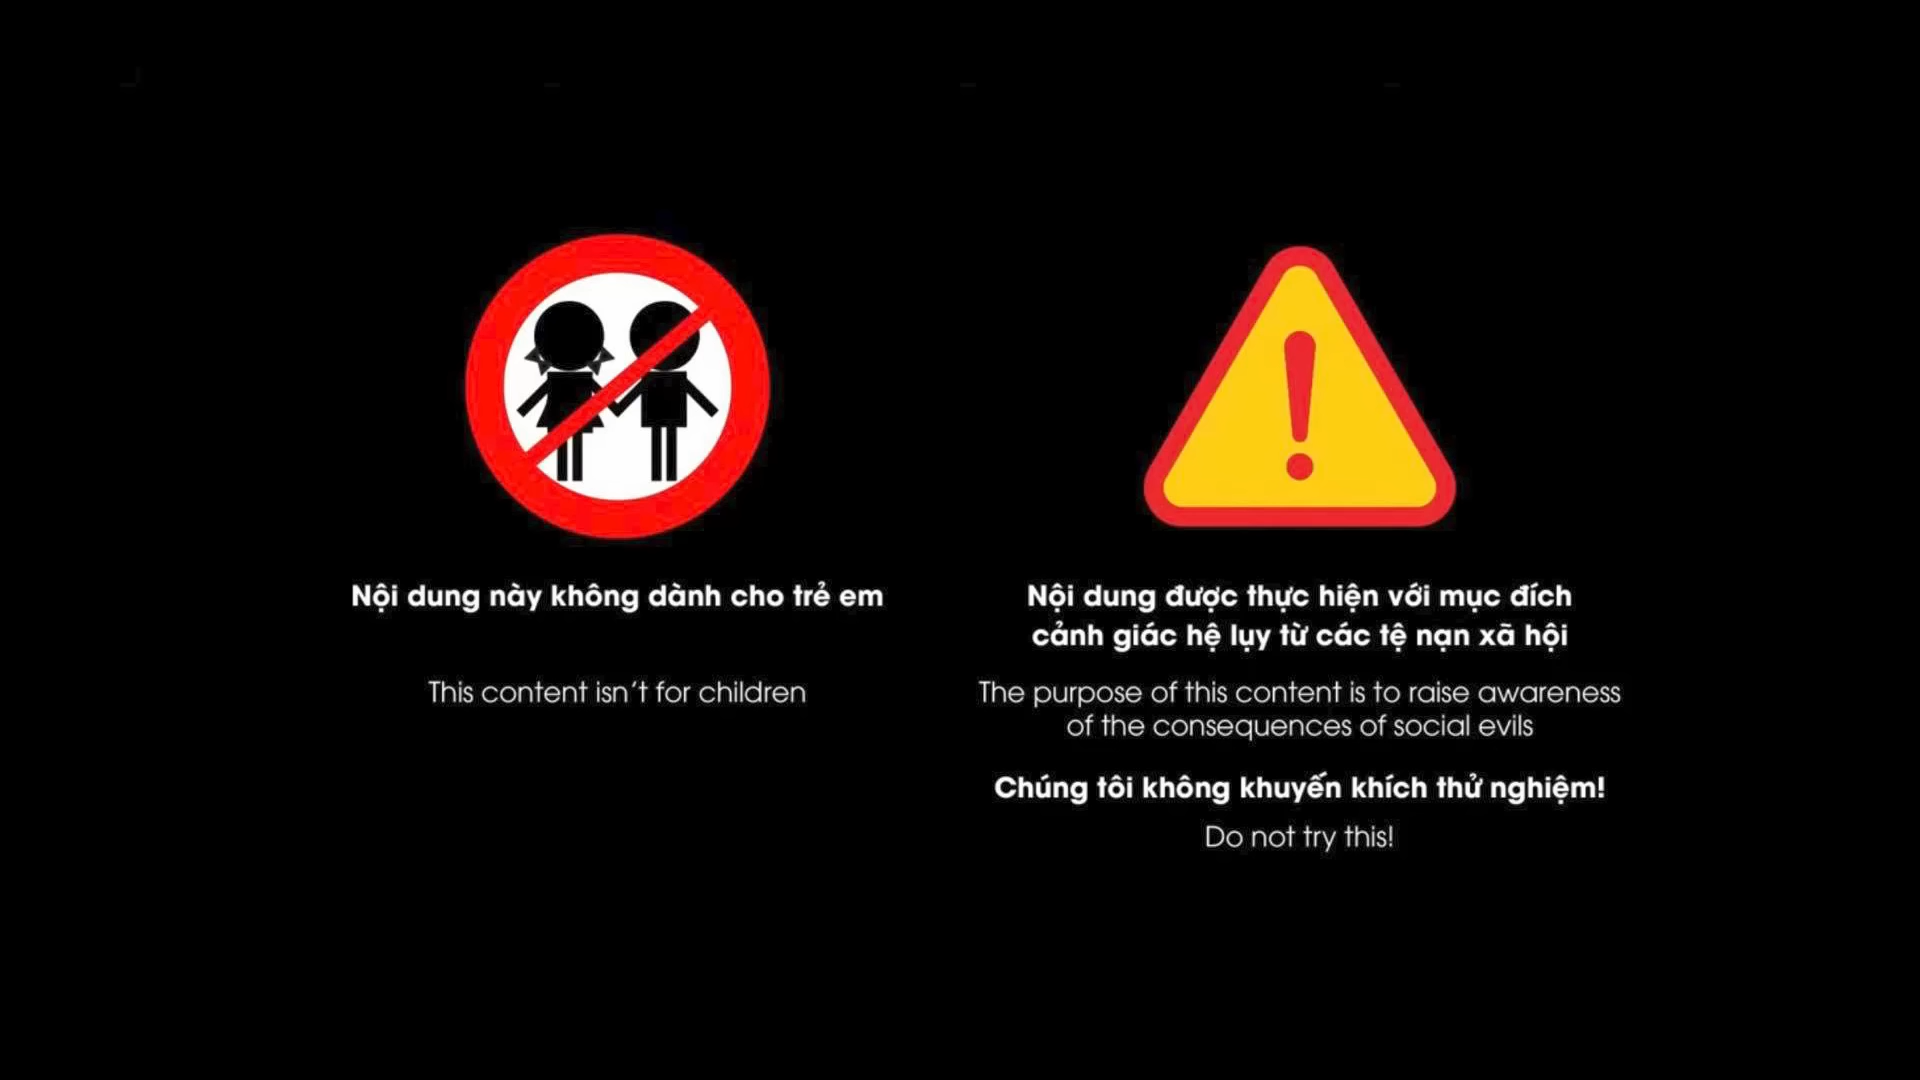 Nội dung này không dành cho trẻ em
This content isn't for children
Nội dung được thực hiện với mục đích
cảnh giác hệ lụy từ các tệ nạn xã hội
The purpose of this content is to raise awareness
of the consequences of social evils
Chúng tôi không khuyến khích thử nghiệm!
Do not try this!